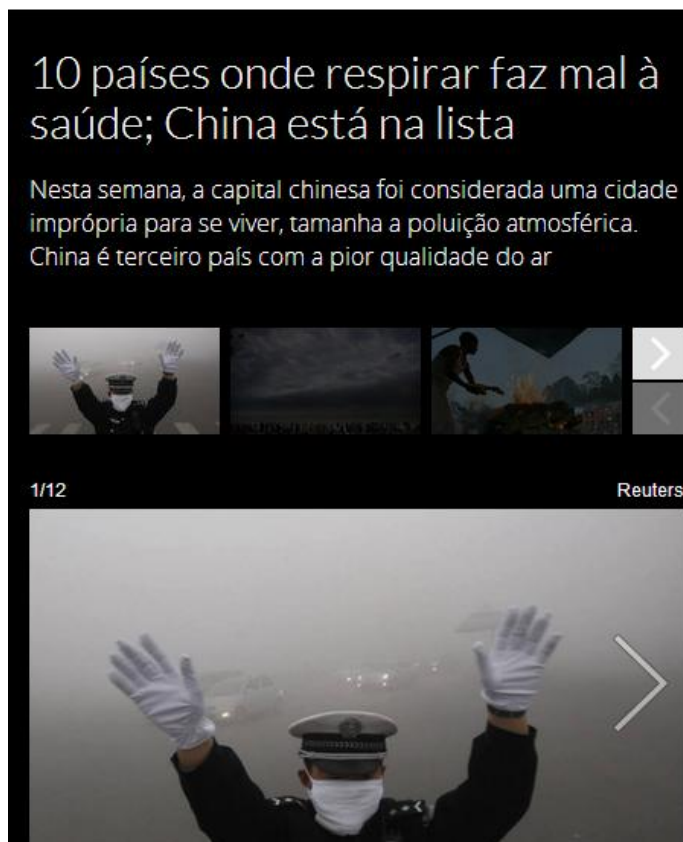 10 países onde respirar faz mal à
saúde; China está na lista
Nesta semana, a capital chinesa foi considerada uma cidade
imprópria para se viver, tamanha a poluição atmosférica.
China é terceiro país com a pior qualidade do ar
1/12 Reuters